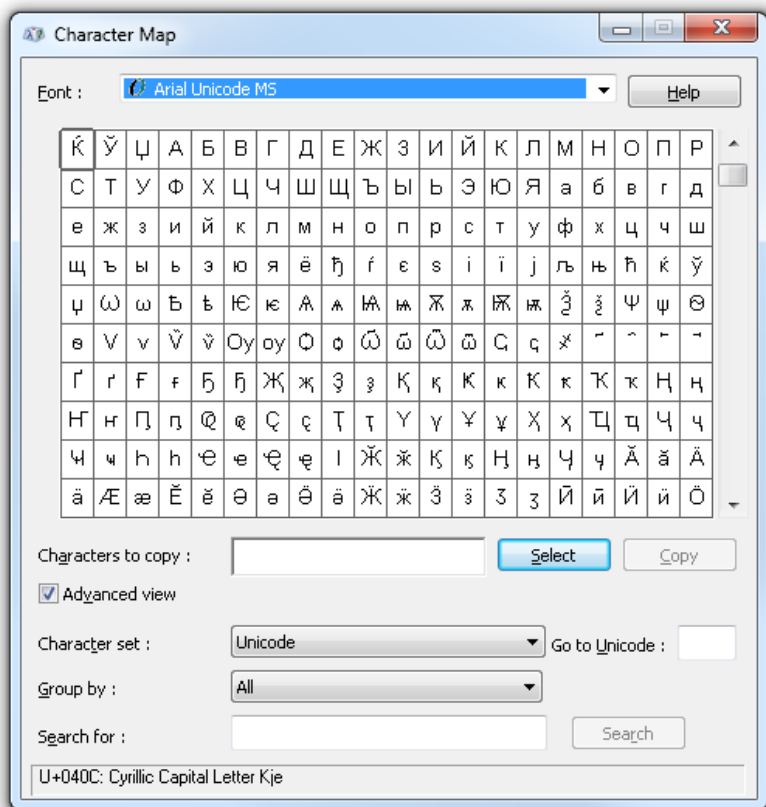 Character Map
Font : Arial Unicode MS Help
Ќ Ў Џ А Б В Г Д Е Ж З И Й К Л М Н О П Р
С Т У Ф Х Ц Ч Ш Щ Ъ Ы Ь Э Ю Я а б в г д
е ж з и й к л м н о п р с т у ф х ц ч ш
щ ъ ы ь э ю я ё ђ ѓ є ѕ і ї ј љ њ ћ ќ ў
џ Ѡ ѡ Ѣ ѣ Ѥ ѥ Ѧ ѧ Ѩ ѩ Ѫ ѫ Ѭ ѭ Ѯ ѯ Ѱ ѱ Ѳ
ѳ Ѵ ѵ Ѷ ѷ Ѹ ѹ Ѻ ѻ Ѽ ѽ Ѿ ѿ Ҁ ҁ ҂ ҃ ҄ ҅ ҆
Ґ ґ Ғ ғ Ҕ ҕ Җ җ Ҙ ҙ Қ қ Ҝ ҝ Ҟ ҟ Ҡ ҡ Ң ң
Ҥ ҥ Ҧ ҧ Ҩ ҩ Ҫ ҫ Ҭ ҭ Ү ү Ұ ұ Ҳ ҳ Ҵ ҵ Ҷ ҷ
Ҹ ҹ Һ һ Ҽ ҽ Ҿ ҿ Ӏ Ӂ ӂ Ӄ ӄ Ӈ ӈ Ӌ ӌ Ӑ ӑ Ӓ
ӓ Ӕ ӕ Ӗ ӗ Ә ә Ӛ ӛ Ӝ ӝ Ӟ ӟ Ӡ ӡ Ӣ ӣ Ӥ ӥ Ӧ
Characters to copy : Select Copy
Advanced view
Character set : Unicode Go to Unicode :
Group by : All
Search for : Search
U+040C: Cyrillic Capital Letter Kje